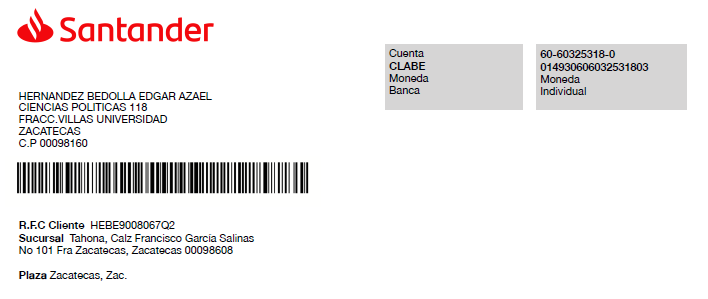 Santander
Cuenta 60-60325318-0
CLABE 014930606032531803
Moneda Moneda
Banca Individual
HERNANDEZ BEDOLLA EDGAR AZAEL
CIENCIAS POLITICAS 118
FRACC.VILLAS UNIVERSIDAD
ZACATECAS
C.P 00098160
R.F.C Cliente HEBE9008067Q2
Sucursal Tahona, Calz Francisco García Salinas
No 101 Fra Zacatecas, Zacatecas 00098608
Plaza Zacatecas, Zac.